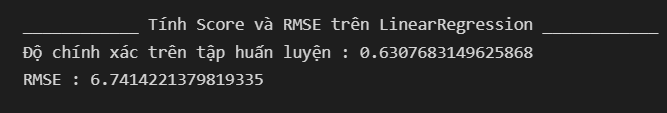 ____________ Tính Score và RMSE trên LinearRegression ____________
Độ chính xác trên tập huấn luyện : 0.6307683149625868
RMSE : 6.7414221379819335